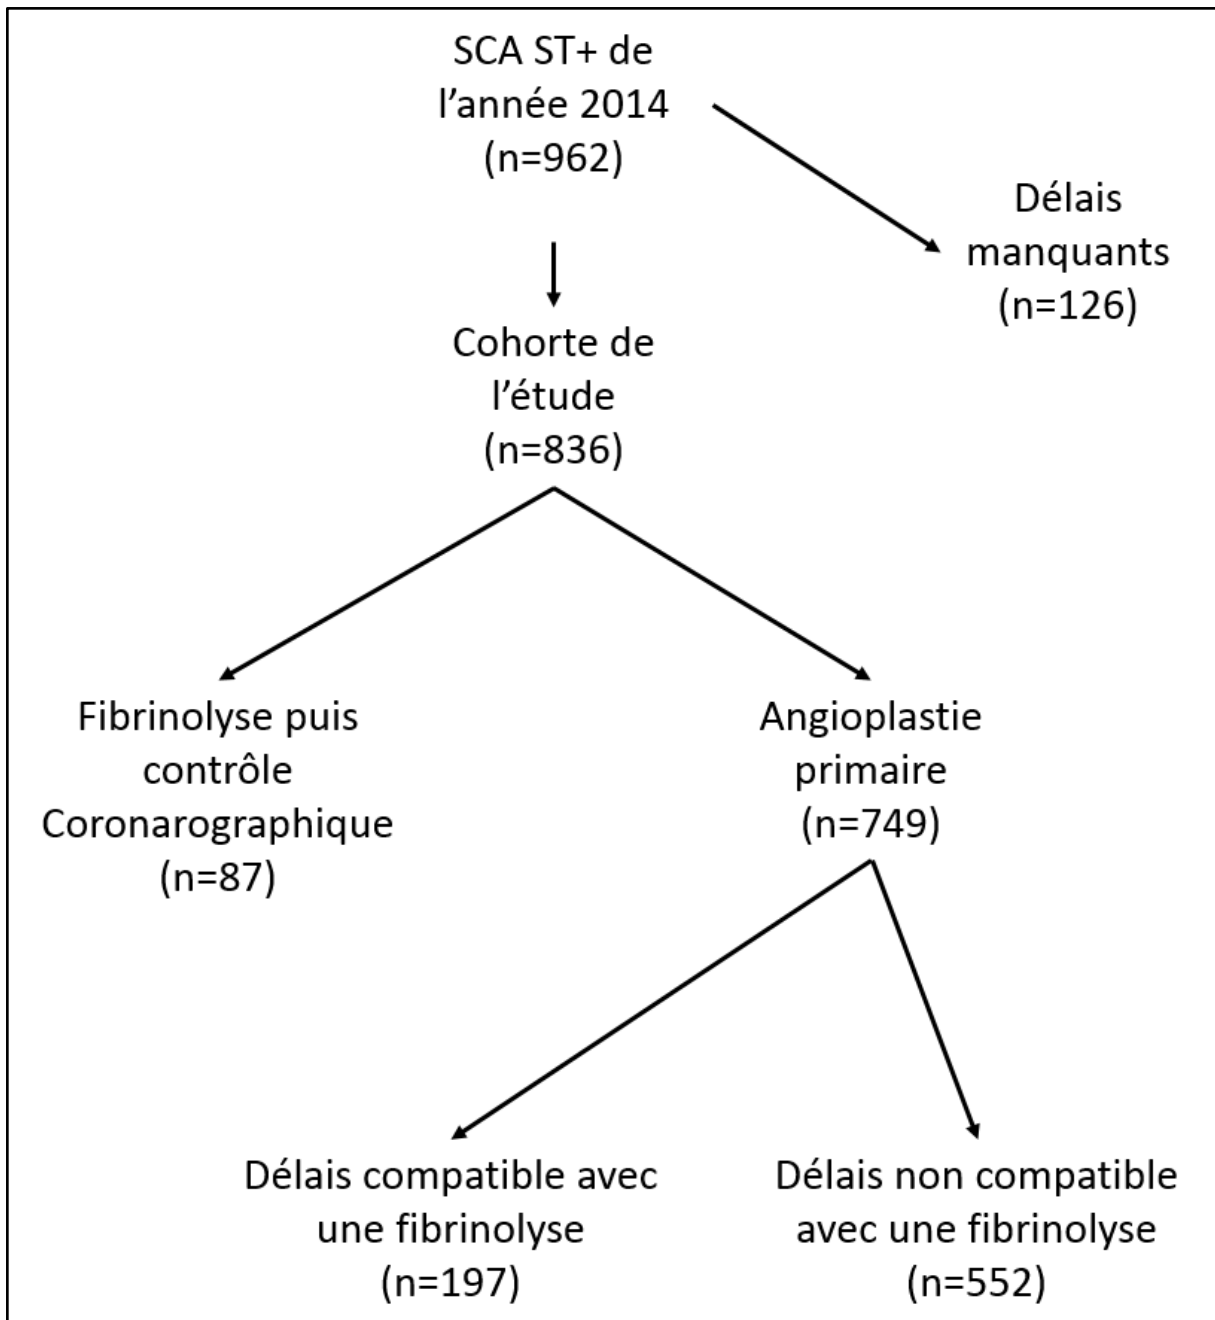 SCA ST+ de
l'année 2014
(n=962)
Délais
manquants
(n=126)
Cohorte de
l'étude
(n=836)
Fibrinolyse puis
contrôle
Coronarographique
(n=87)
Angioplastie
primaire
(n=749)
Délais compatible avec
une fibrinolyse
(n=197)
Délais non compatible
avec une fibrinolyse
(n=552)